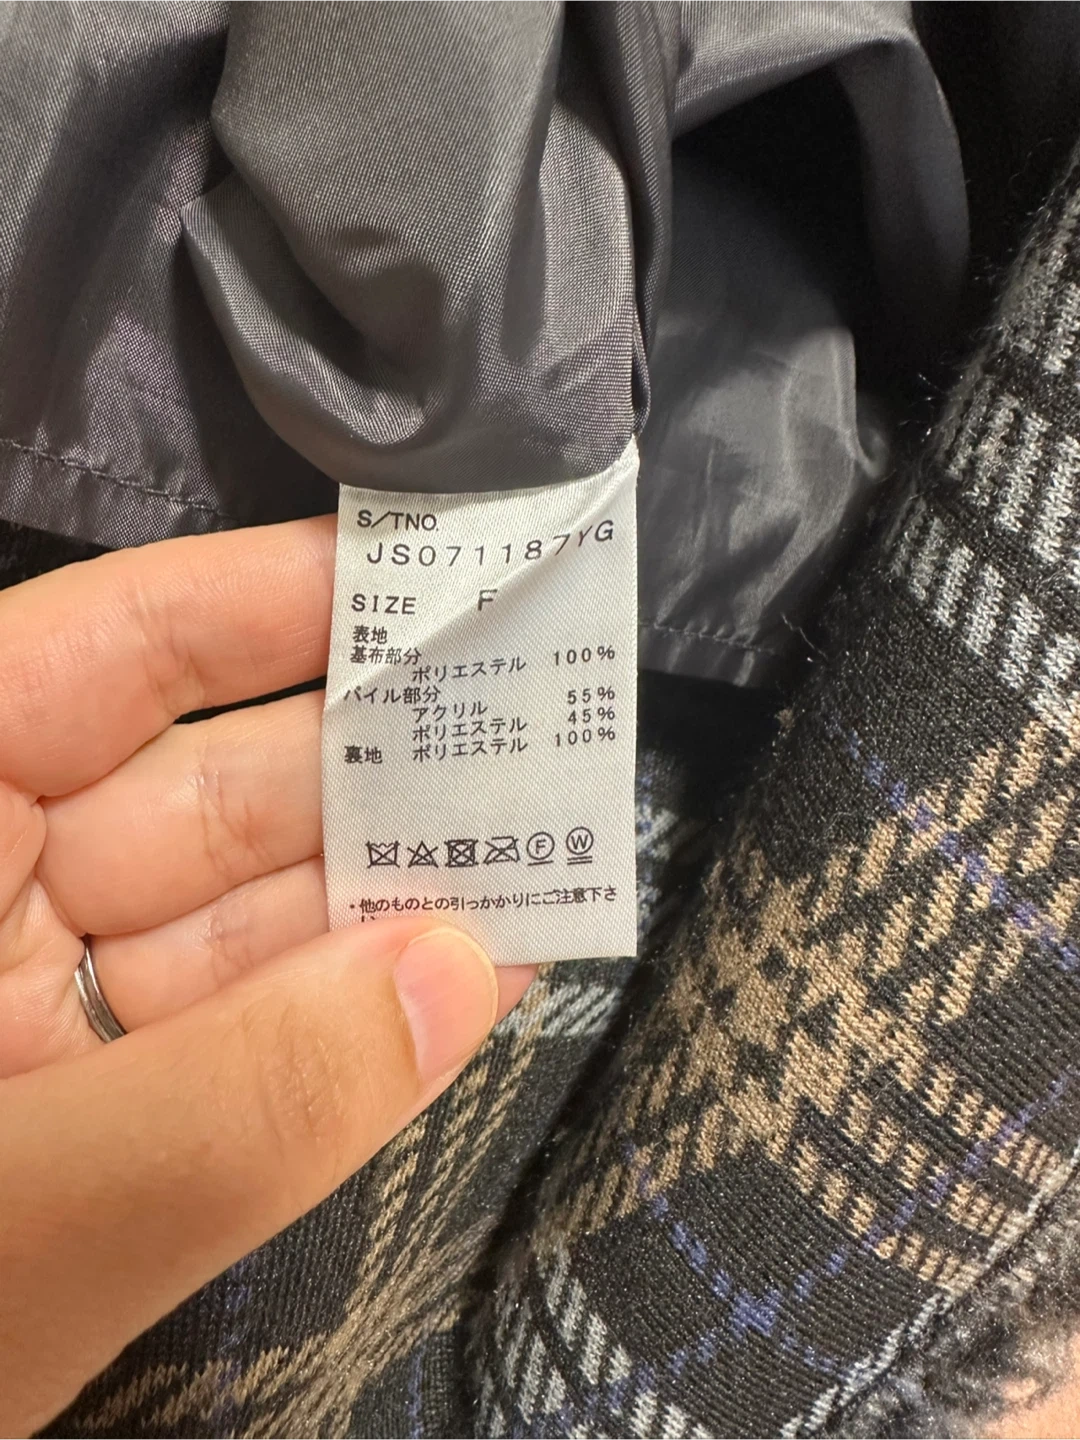 S/TNO.
JS071187YG
SIZE F
表地
基布部分
ポリエステル 100%
パイル部分
アクリル 55%
ポリエステル 45%
裏地 ポリエステル 100%
F W
・他のものとの引っかかりにご注意下さ
い